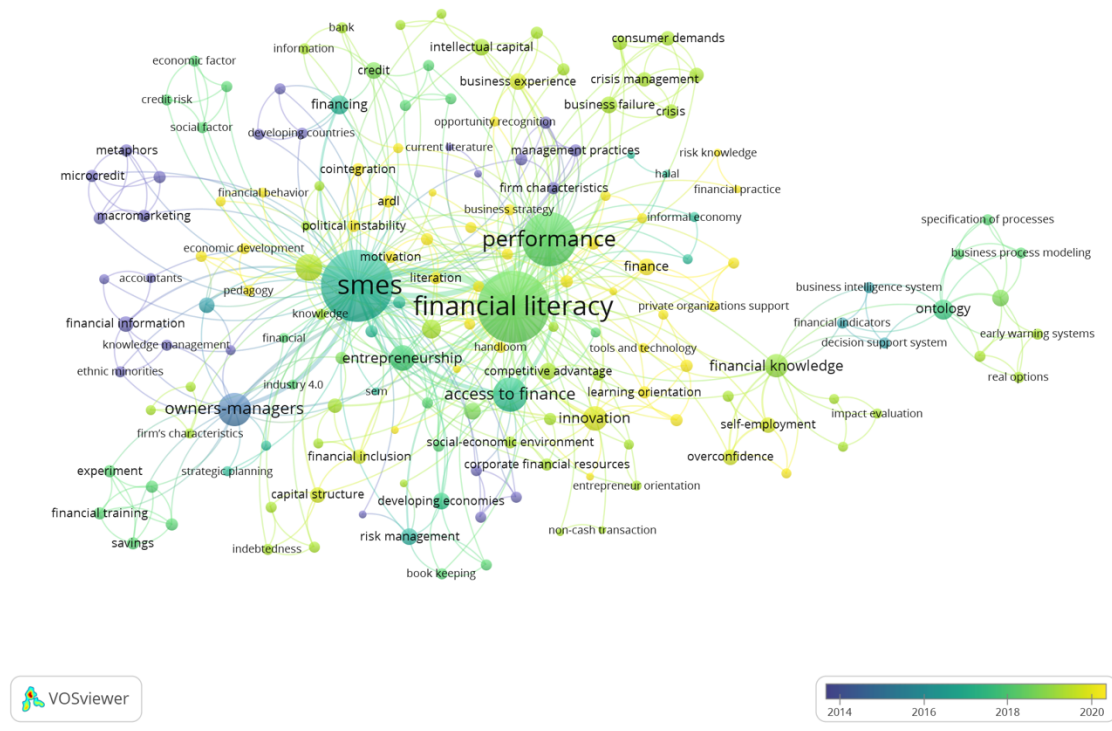 bank
information
intellectual capital
consumer demands
economic factor
credit
business experience
crisis management
credit risk
financing
business failure
crisis
social factor
developing countries
opportunity recognition
metaphors
current literature
management practices
risk knowledge
microcredit
cointegration
halal
financial behavior
firm characteristics
financial practice
macromarketing
ardl
business strategy
informal economy
political instability
specification of processes
performance
economic development
motivation
business process modeling
finance
accountants
smes
literation
business intelligence system
pedagogy
financial literacy
private organizations support
ontology
financial information
knowledge
financial indicators
early warning systems
knowledge management
financial
handloom
tools and technology
decision support system
entrepreneurship
financial knowledge
ethnic minorities
competitive advantage
real options
industry 4.0
sem
access to finance
learning orientation
owners-managers
innovation
impact evaluation
firm's characteristics
self-employment
social-economic environment
financial inclusion
corporate financial resources
overconfidence
experiment
strategic planning
entrepreneur orientation
capital structure
developing economies
financial training
non-cash transaction
risk management
savings
indebtedness
book keeping
VOSviewer
2014 2016 2018 2020